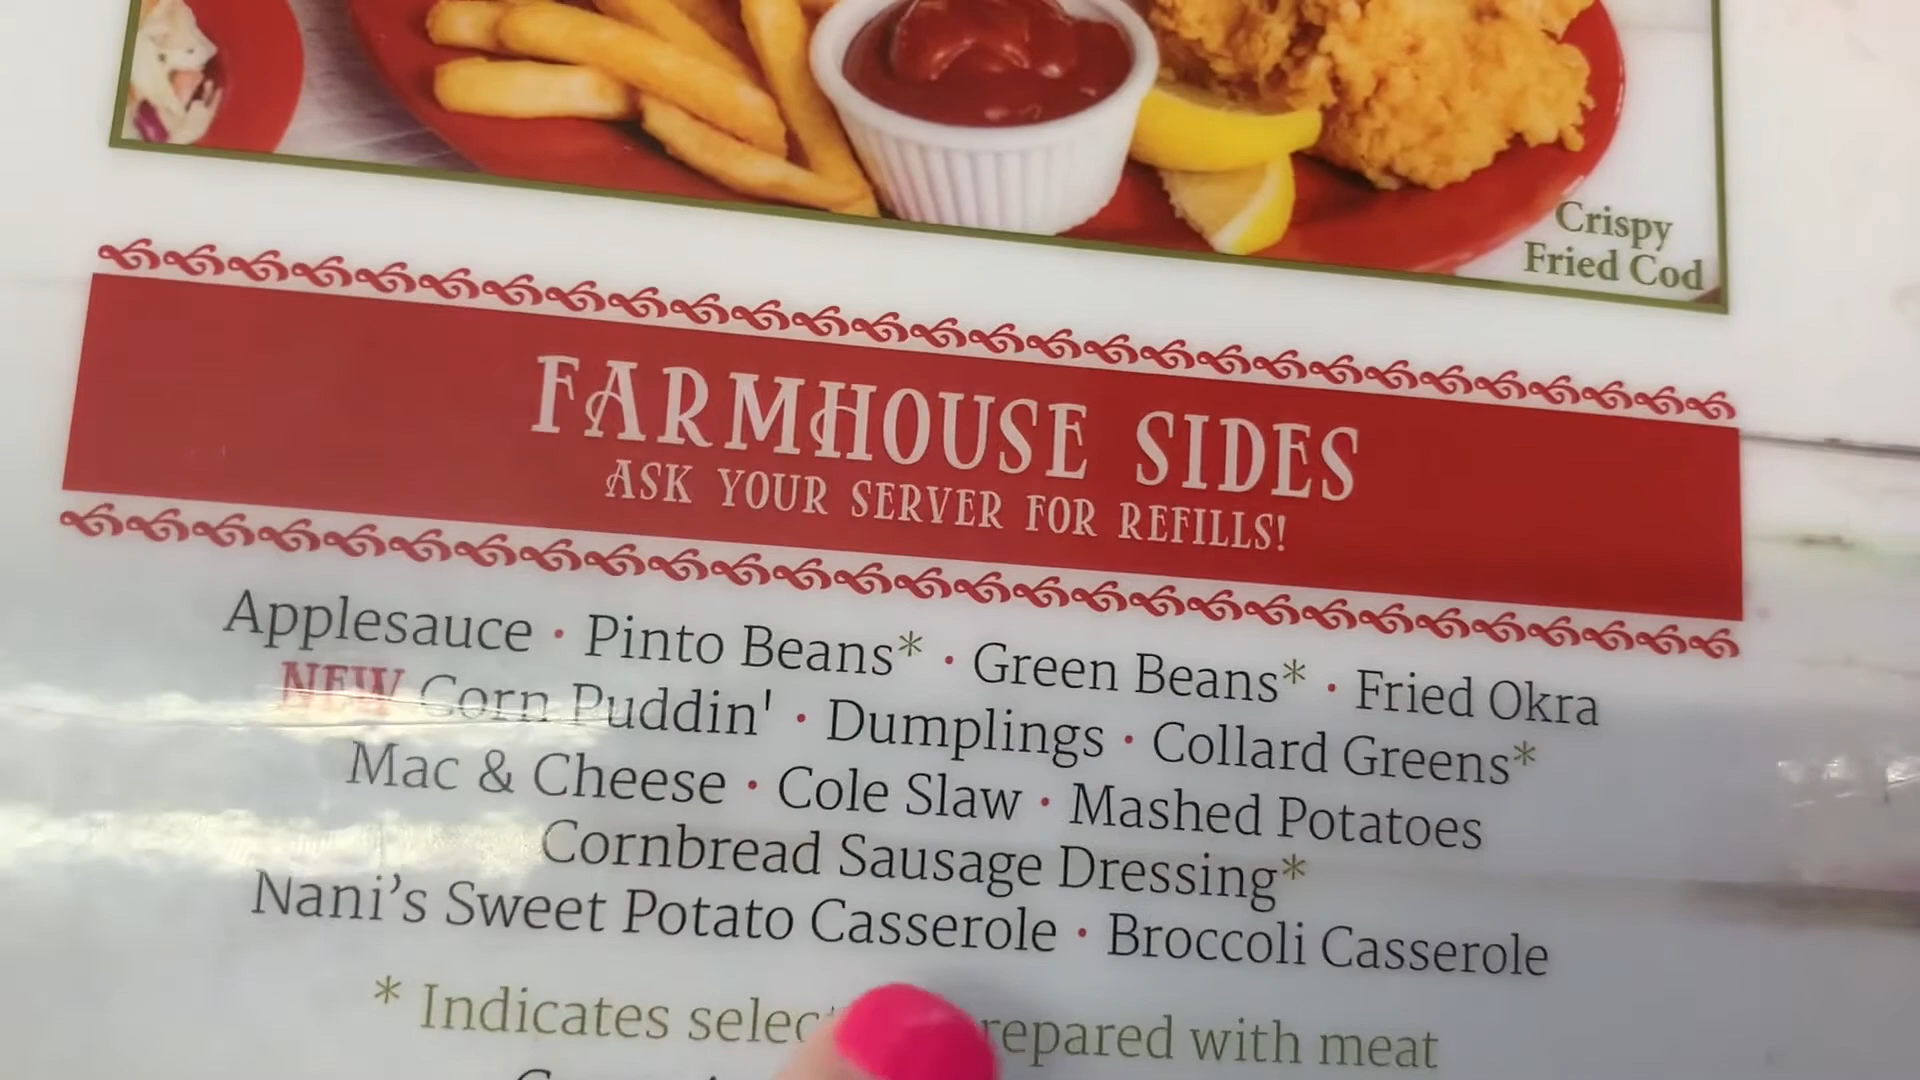 Crispy
Fried Cod
FARMHOUSE SIDES
ASK YOUR SERVER FOR REFILLS!
Applesauce · Pinto Beans* · Green Beans* · Fried Okra
NEW Corn Puddin' · Dumplings · Collard Greens*
Mac & Cheese · Cole Slaw · Mashed Potatoes
Cornbread Sausage Dressing*
Nani’s Sweet Potato Casserole · Broccoli Casserole
* Indicates with meat